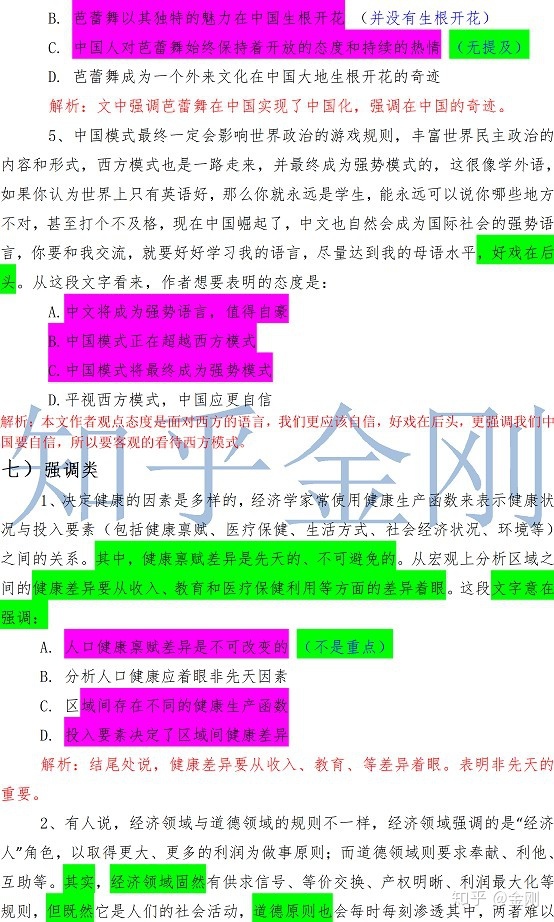 B. 芭蕾舞以其独特的魅力在中国生根开花 （并没有生根开花）
C. 中国人对芭蕾舞始终保持着开放的态度和持续的热情 （无提及）
D. 芭蕾舞成为一个外来文化在中国大地生根开花的奇迹
解析：文中强调芭蕾舞在中国实现了中国化，强调在中国的奇迹。
5、中国模式最终一定会影响世界政治的游戏规则，丰富世界民主政治的
内容和形式，西方模式也是一路走来，并最终成为强势模式的，这很像学外语，
如果你认为世界上只有英语好，那么你就永远是学生，能永远可以说你哪些地方
不对，甚至打个不及格，现在中国崛起了，中文也自然会成为国际社会的强势语
言，你要和我交流，就要好好学习我的语言，尽量达到我的母语水平，好戏在后
头。从这段文字看来，作者想要表明的态度是：
A.中文将成为强势语言，值得自豪
B.中国模式正在超越西方模式
C.中国模式将最终成为强势模式
D.平视西方模式，中国应更自信
解析：本文作者观点态度是面对西方的语言，我们更应该自信，好戏在后头，更强调我们中
国要自信，所以要客观的看待西方模式。
七）强调类
1、决定健康的因素是多样的，经济学家常使用健康生产函数来表示健康状
况与投入要素（包括健康禀赋、医疗保健、生活方式、社会经济状况、环境等）
之间的关系。其中，健康禀赋差异是先天的、不可避免的。从宏观上分析区域之
间的健康差异要从收入、教育和医疗保健利用等方面的差异着眼。这段文字意在
强调：
A. 人口健康禀赋差异是不可改变的 （不是重点）
B. 分析人口健康应着眼非先天因素
C. 区域间存在不同的健康生产函数
D. 投入要素决定了区域间健康差异
解析：结尾处说，健康差异要从收入、教育、等差异着眼。表明非先天的
重要。
2、有人说，经济领域与道德领域的规则不一样，经济领域强调的是“经济
人”角色，以取得更大、更多的利润为做事原则；而道德领域则要求奉献、利他、
互助等。其实，经济领域固然有供求信号、等价交换、产权明晰、利润最大化等
规则，但既然它是人们的社会活动，道德原则也会每时每刻渗透其中，两者难以
知乎金刚
知乎 @金刚